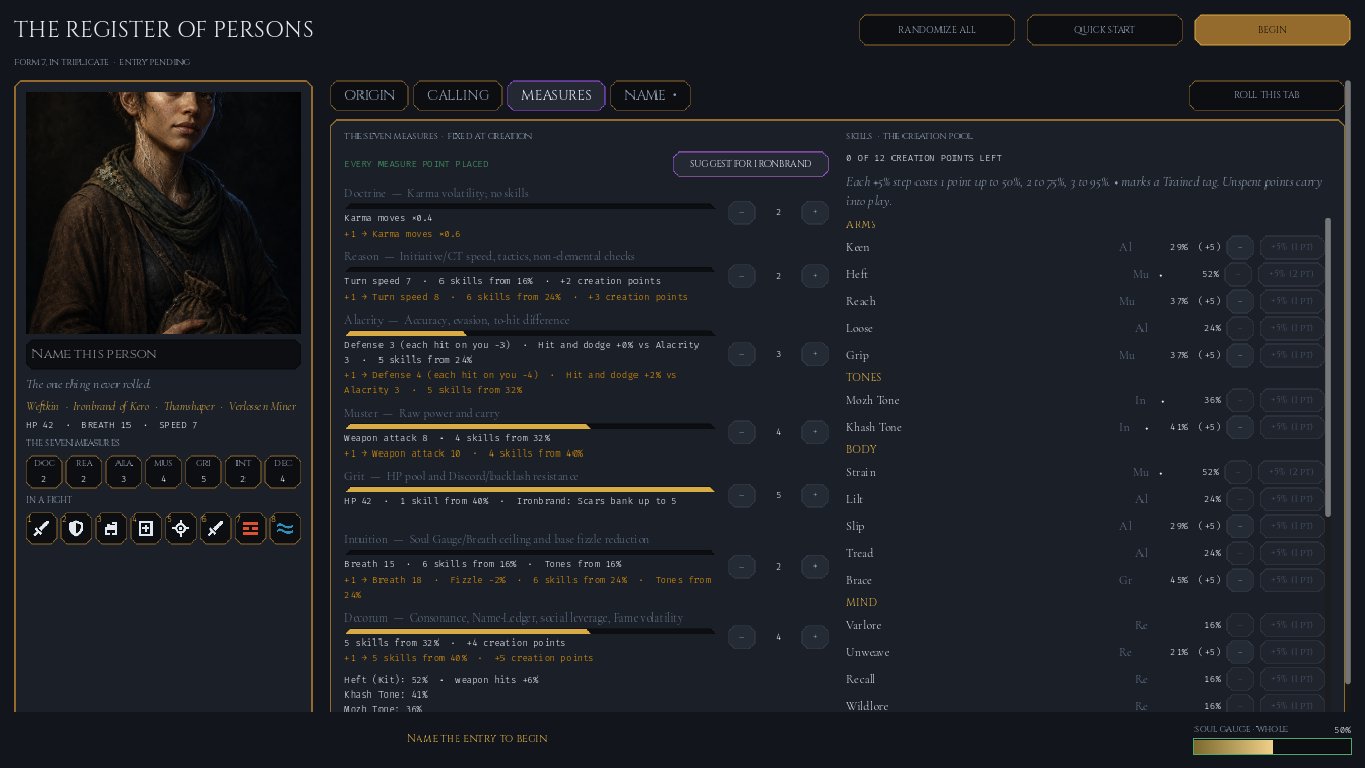 THE REGISTER OF PERSONS
RANDOMIZE ALL
QUICK START
BEGIN
FORM 7, IN TRIPLICATE · ENTRY PENDING
ORIGIN
CALLING
MEASURES
NAME •
ROLL THIS TAB
NAME THIS PERSON
The one thing never rolled.
Weftkin · Ironbrand of Kero · Thamshaper · Verlossen Miner
HP 42 · BREATH 15 · SPEED 7
THE SEVEN MEASURES
DOC REA ALA MUS GRI INT DEC
2 2 3 4 5 2 4
IN A FIGHT
1 2 3 4 5 6 7 8
THE SEVEN MEASURES · FIXED AT CREATION
EVERY MEASURE POINT PLACED
SUGGEST FOR IRONBRAND
Doctrine — Karma volatility; no skills
Karma moves ×0.4
+1 → Karma moves ×0.6
– 2 +
Reason — Initiative/CT speed, tactics, non-elemental checks
Turn speed 7 · 6 skills from 16% · +2 creation points
+1 → Turn speed 8 · 6 skills from 24% · +3 creation points
– 2 +
Alacrity — Accuracy, evasion, to-hit difference
Defense 3 (each hit on you -3) · Hit and dodge +0% vs Alacrity
3 · 5 skills from 24%
+1 → Defense 4 (each hit on you -4) · Hit and dodge +2% vs
Alacrity 3 · 5 skills from 32%
– 3 +
Muster — Raw power and carry
Weapon attack 8 · 4 skills from 32%
+1 → Weapon attack 10 · 4 skills from 40%
– 4 +
Grit — HP pool and Discord/backlash resistance
HP 42 · 1 skill from 40% · Ironbrand: Scars bank up to 5
– 5 +
Intuition — Soul Gauge/Breath ceiling and base fizzle reduction
Breath 15 · 6 skills from 16% · Tones from 16%
+1 → Breath 18 · Fizzle -2% · 6 skills from 24% · Tones from
24%
– 2 +
Decorum — Consonance, Name-Ledger, social leverage, Fame volatility
5 skills from 32% · +4 creation points
+1 → 5 skills from 40% · +5 creation points
– 4 +
Heft (Kit): 52% · weapon hits +6%
Khash Tone: 41%
Mozh Tone: 36%
SKILLS · THE CREATION POOL
0 OF 12 CREATION POINTS LEFT
Each +5% step costs 1 point up to 50%, 2 to 75%, 3 to 95%. • marks a Trained tag. Unspent points carry
into play.
ARMS
Keen Al 29% (+5) – +5% (1 PT)
Heft Mu • 52% – +5% (2 PT)
Reach Mu 37% (+5) – +5% (1 PT)
Loose Al 24% – +5% (1 PT)
Grip Mu 37% (+5) – +5% (1 PT)
TONES
Mozh Tone In • 36% – +5% (1 PT)
Khash Tone In • 41% (+5) – +5% (1 PT)
BODY
Strain Mu • 52% – +5% (2 PT)
Lilt Al 24% – +5% (1 PT)
Slip Al 29% (+5) – +5% (1 PT)
Tread Al 24% – +5% (1 PT)
Brace Gr 45% (+5) – +5% (1 PT)
MIND
Varlore Re 16% – +5% (1 PT)
Unweave Re 21% (+5) – +5% (1 PT)
Recall Re 16% – +5% (1 PT)
Wildlore Re 16% – +5% (1 PT)
NAME THE ENTRY TO BEGIN
SOUL GAUGE · WHOLE 50%